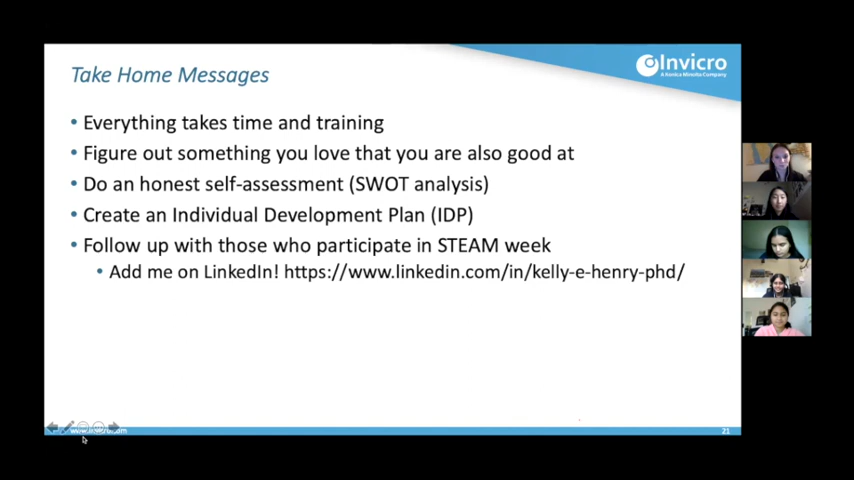 Take Home Messages
Invicro
A Konica Minolta Company
• Everything takes time and training
• Figure out something you love that you are also good at
• Do an honest self-assessment (SWOT analysis)
• Create an Individual Development Plan (IDP)
• Follow up with those who participate in STEAM week
• Add me on LinkedIn! https://www.linkedin.com/in/kelly-e-henry-phd/
21